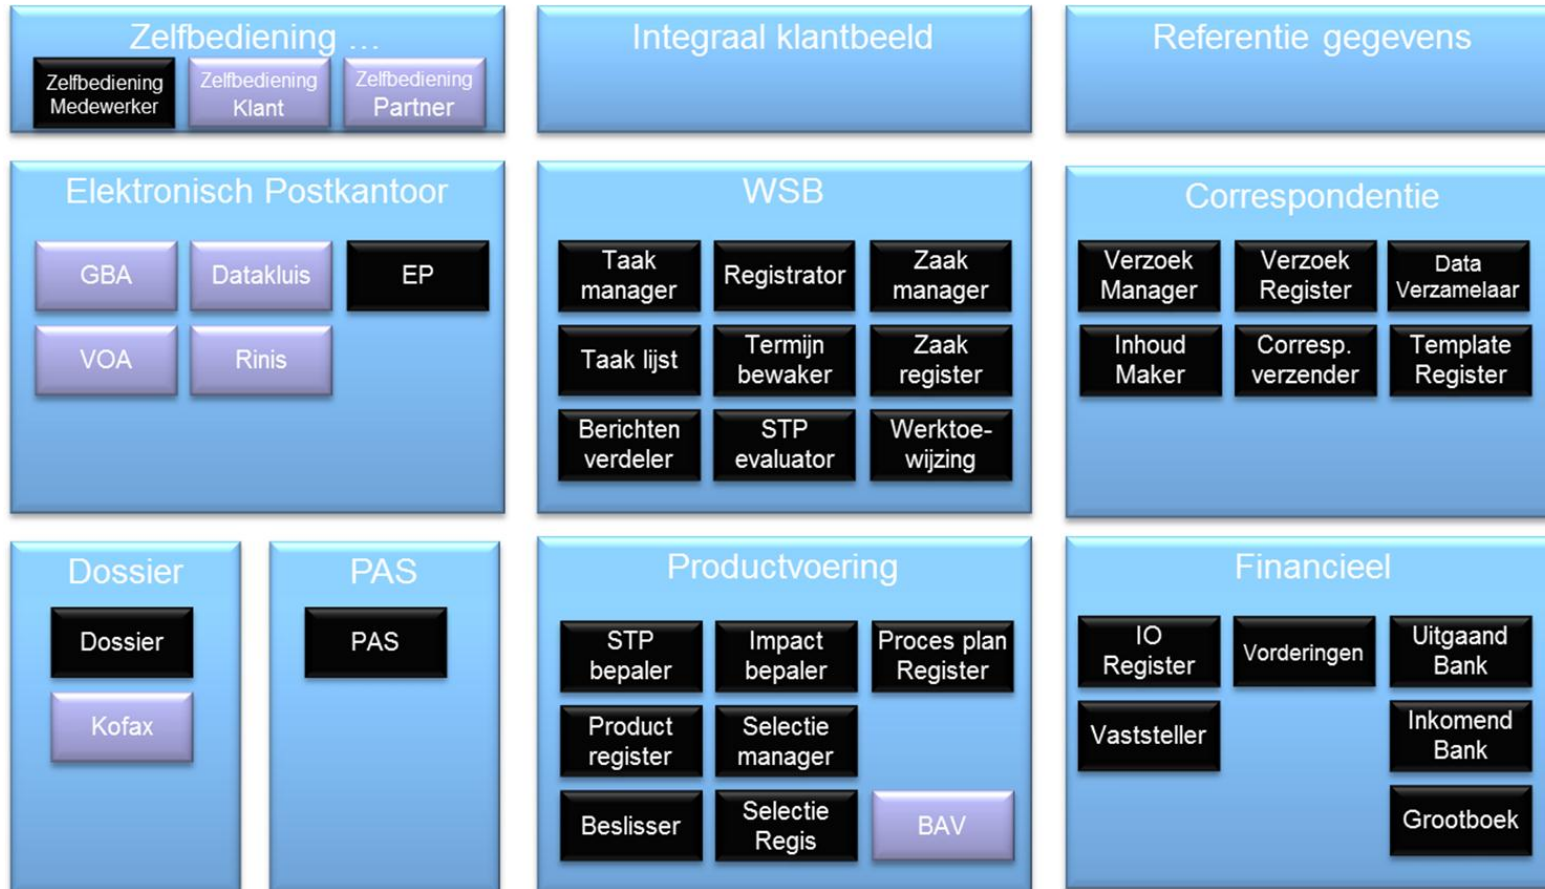 Zelfbediening ...
Zelfbediening
Medewerker
Zelfbediening
Klant
Zelfbediening
Partner
Integraal klantbeeld
Referentie gegevens
Elektronisch Postkantoor
GBA
Datakluis
EP
VOA
Rinis
WSB
Taak
manager
Registrator
Zaak
manager
Taak lijst
Termijn
bewaker
Zaak
register
Berichten
verdeler
STP
evaluator
Werktoe-
wijzing
Correspondentie
Verzoek
Manager
Verzoek
Register
Data
Verzamelaar
Inhoud
Maker
Corresp.
verzender
Template
Register
Dossier
Dossier
Kofax
PAS
PAS
Productvoering
STP
bepaler
Impact
bepaler
Proces plan
Register
Product
register
Selectie
manager
Beslisser
Selectie
Regis
BAV
Financieel
IO
Register
Vorderingen
Uitgaand
Bank
Vaststeller
Inkomend
Bank
Grootboek